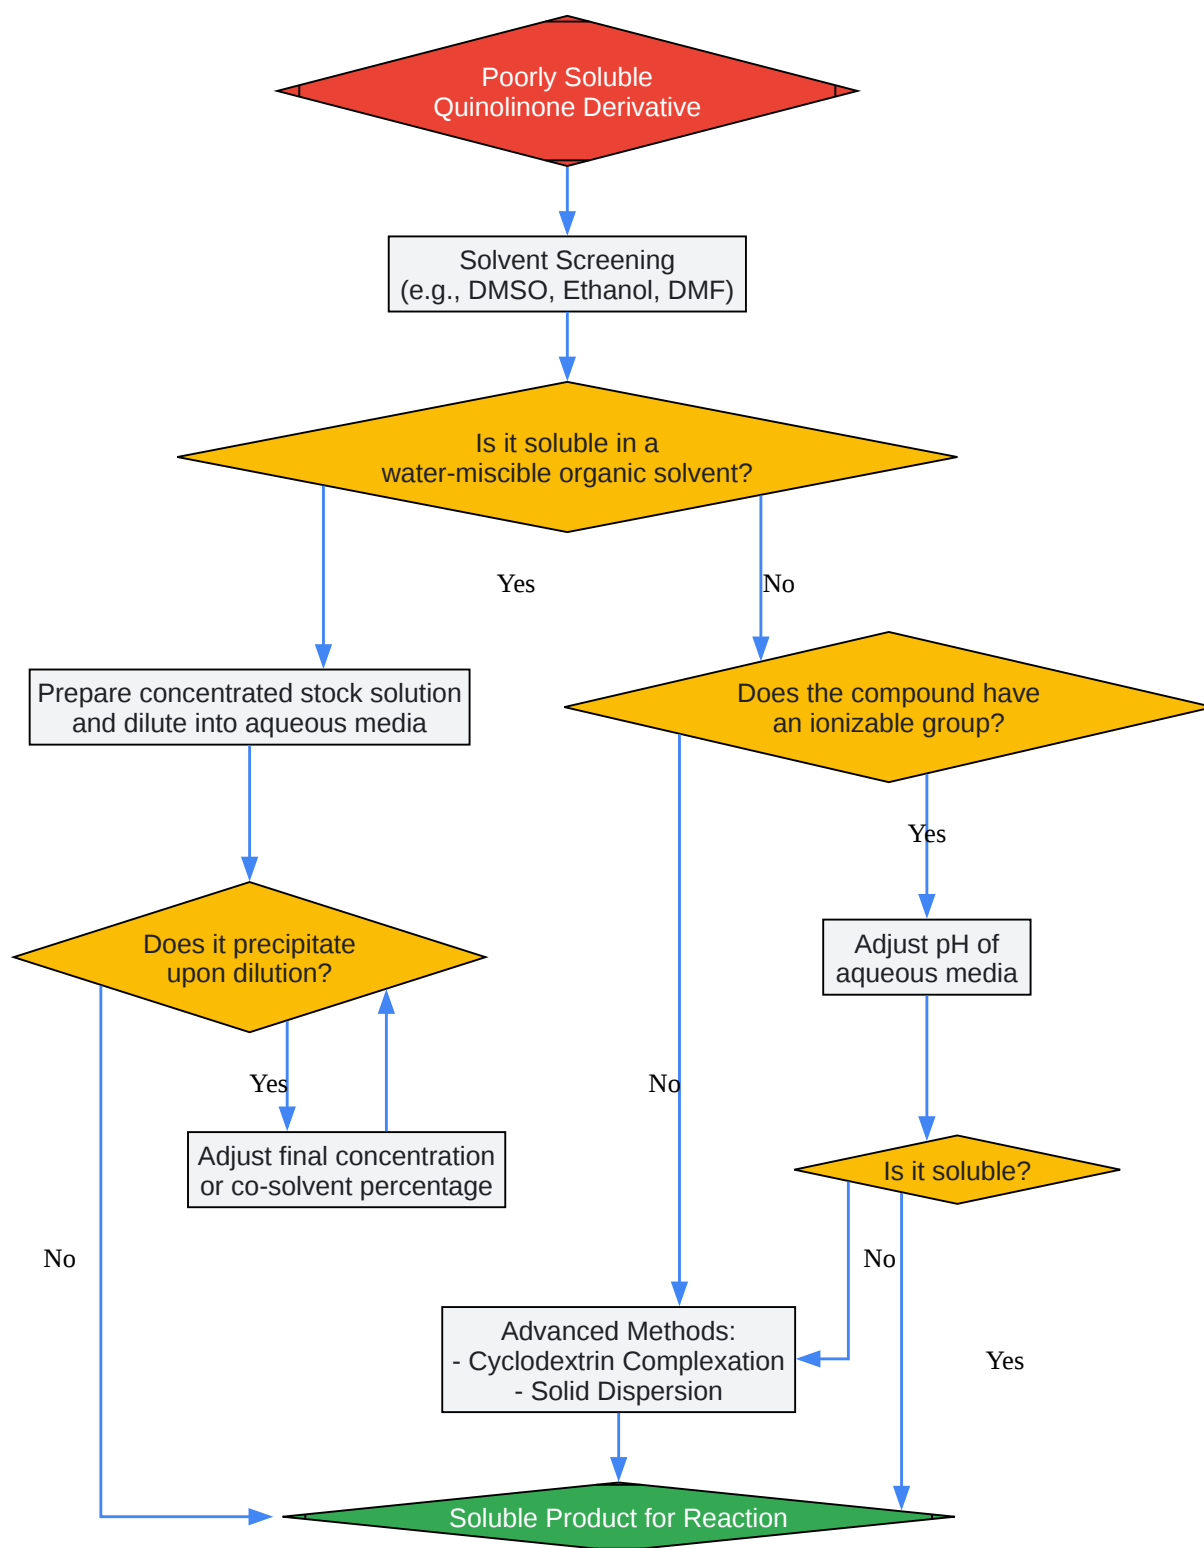 Poorly Soluble
Quinolinone Derivative
Solvent Screening
(e.g., DMSO, Ethanol, DMF)
Is it soluble in a
water-miscible organic solvent?
Yes
No
Prepare concentrated stock solution
and dilute into aqueous media
Does the compound have
an ionizable group?
Yes
Does it precipitate
upon dilution?
Adjust pH of
aqueous media
Yes
No
Adjust final concentration
or co-solvent percentage
Is it soluble?
No
No
Advanced Methods:
- Cyclodextrin Complexation
- Solid Dispersion
Yes
Soluble Product for Reaction